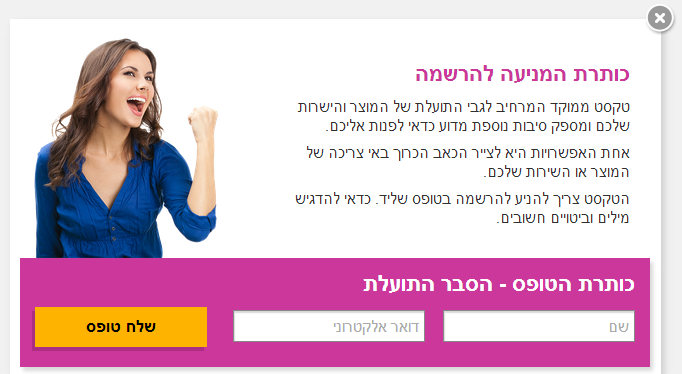 כותרת המניעה להרשמה
טקסט ממוקד המרחיב לגבי התועלת של המוצר והישרות
שלכם ומספק סיבות נוספת מדוע כדאי לפנות אליכם.
אחת האפשרויות היא לצייר הכאב הכרוך באי צריכה של
המוצר או השירות שלכם.
הטקסט צריך להניע להרשמה בטופס שליד. כדאי להדגיש
מילים וביטויים חשובים.
כותרת הטופס - הסבר התועלת
שם
דואר אלקטרוני
שלח טופס